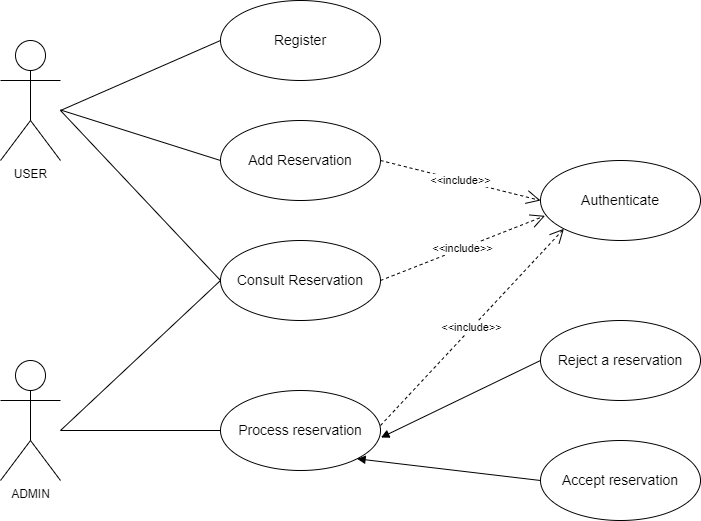 Register
USER
Add Reservation
<<include>>
Authenticate
Consult Reservation
<<include>>
<<include>>
Reject a reservation
ADMIN
Process reservation
Accept reservation